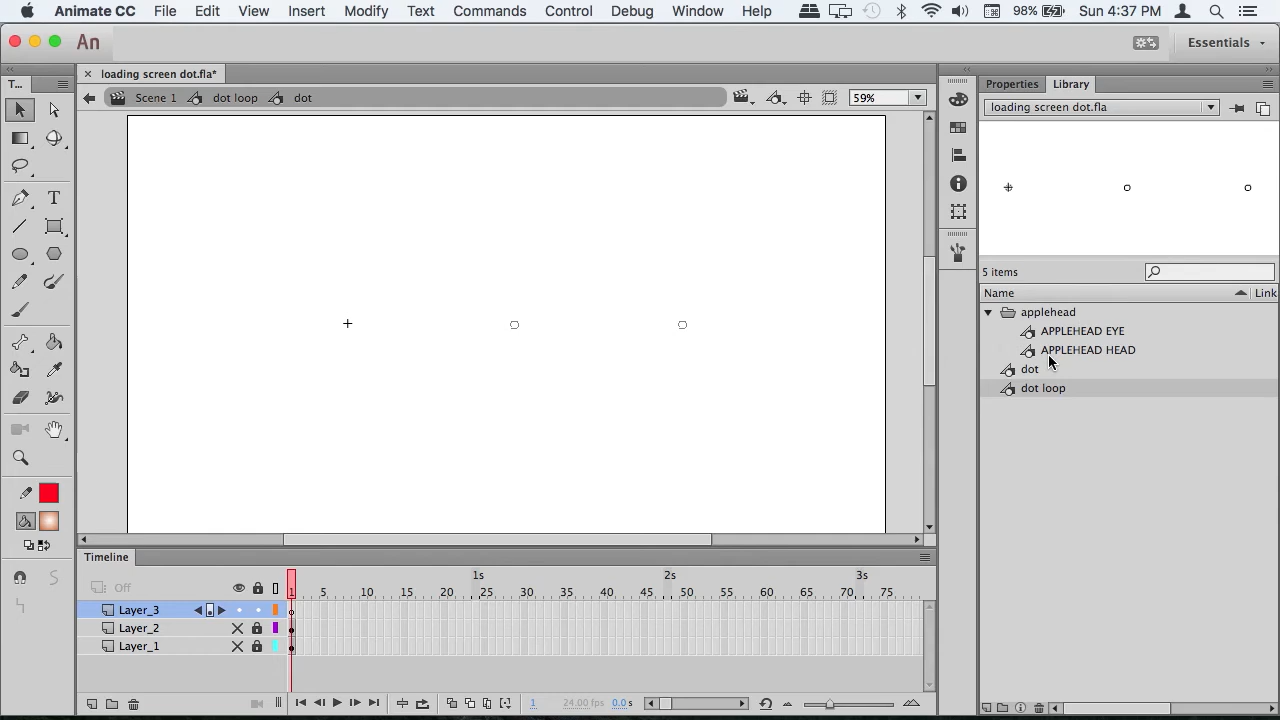 Animate CC File Edit View Insert Modify Text Commands Control Debug Window Help 98% Sun 4:37 PM
An Essentials
T... loading screen dot.fla* Properties Library
Scene 1 dot loop dot 59% loading screen dot.fla
5 items
Name Link
applehead
APPLEHEAD EYE
APPLEHEAD HEAD
dot
dot loop
Timeline
Off 1s 2s 3s
1 5 10 15 20 25 30 35 40 45 50 55 60 65 70 75
Layer_3
Layer_2
Layer_1
1 24.00 fps 0.0 s